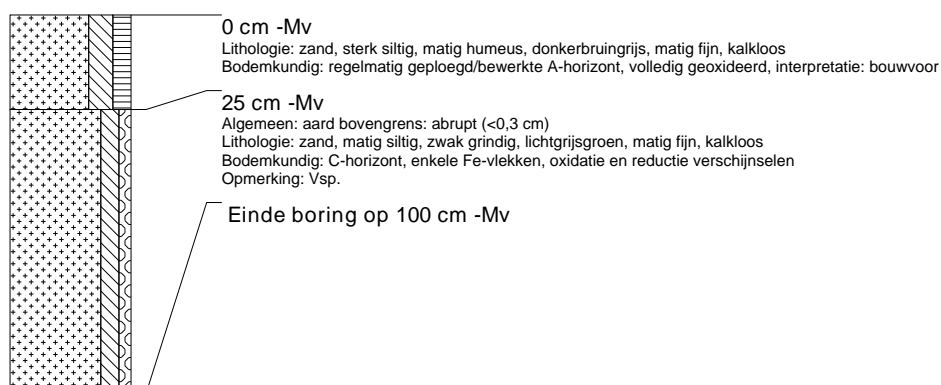 0 cm -Mv
Lithologie: zand, sterk siltig, matig humeus, donkerbruingrijs, matig fijn, kalkloos
Bodemkundig: regelmatig geploegd/bewerkte A-horizont, volledig geoxideerd, interpretatie: bouwvoor
25 cm -Mv
Algemeen: aard bovengrens: abrupt (<0,3 cm)
Lithologie: zand, matig siltig, zwak grindig, lichtgrijsgroen, matig fijn, kalkloos
Bodemkundig: C-horizont, enkele Fe-vlekken, oxidatie en reductie verschijnselen
Opmerking: Vsp.
Einde boring op 100 cm -Mv